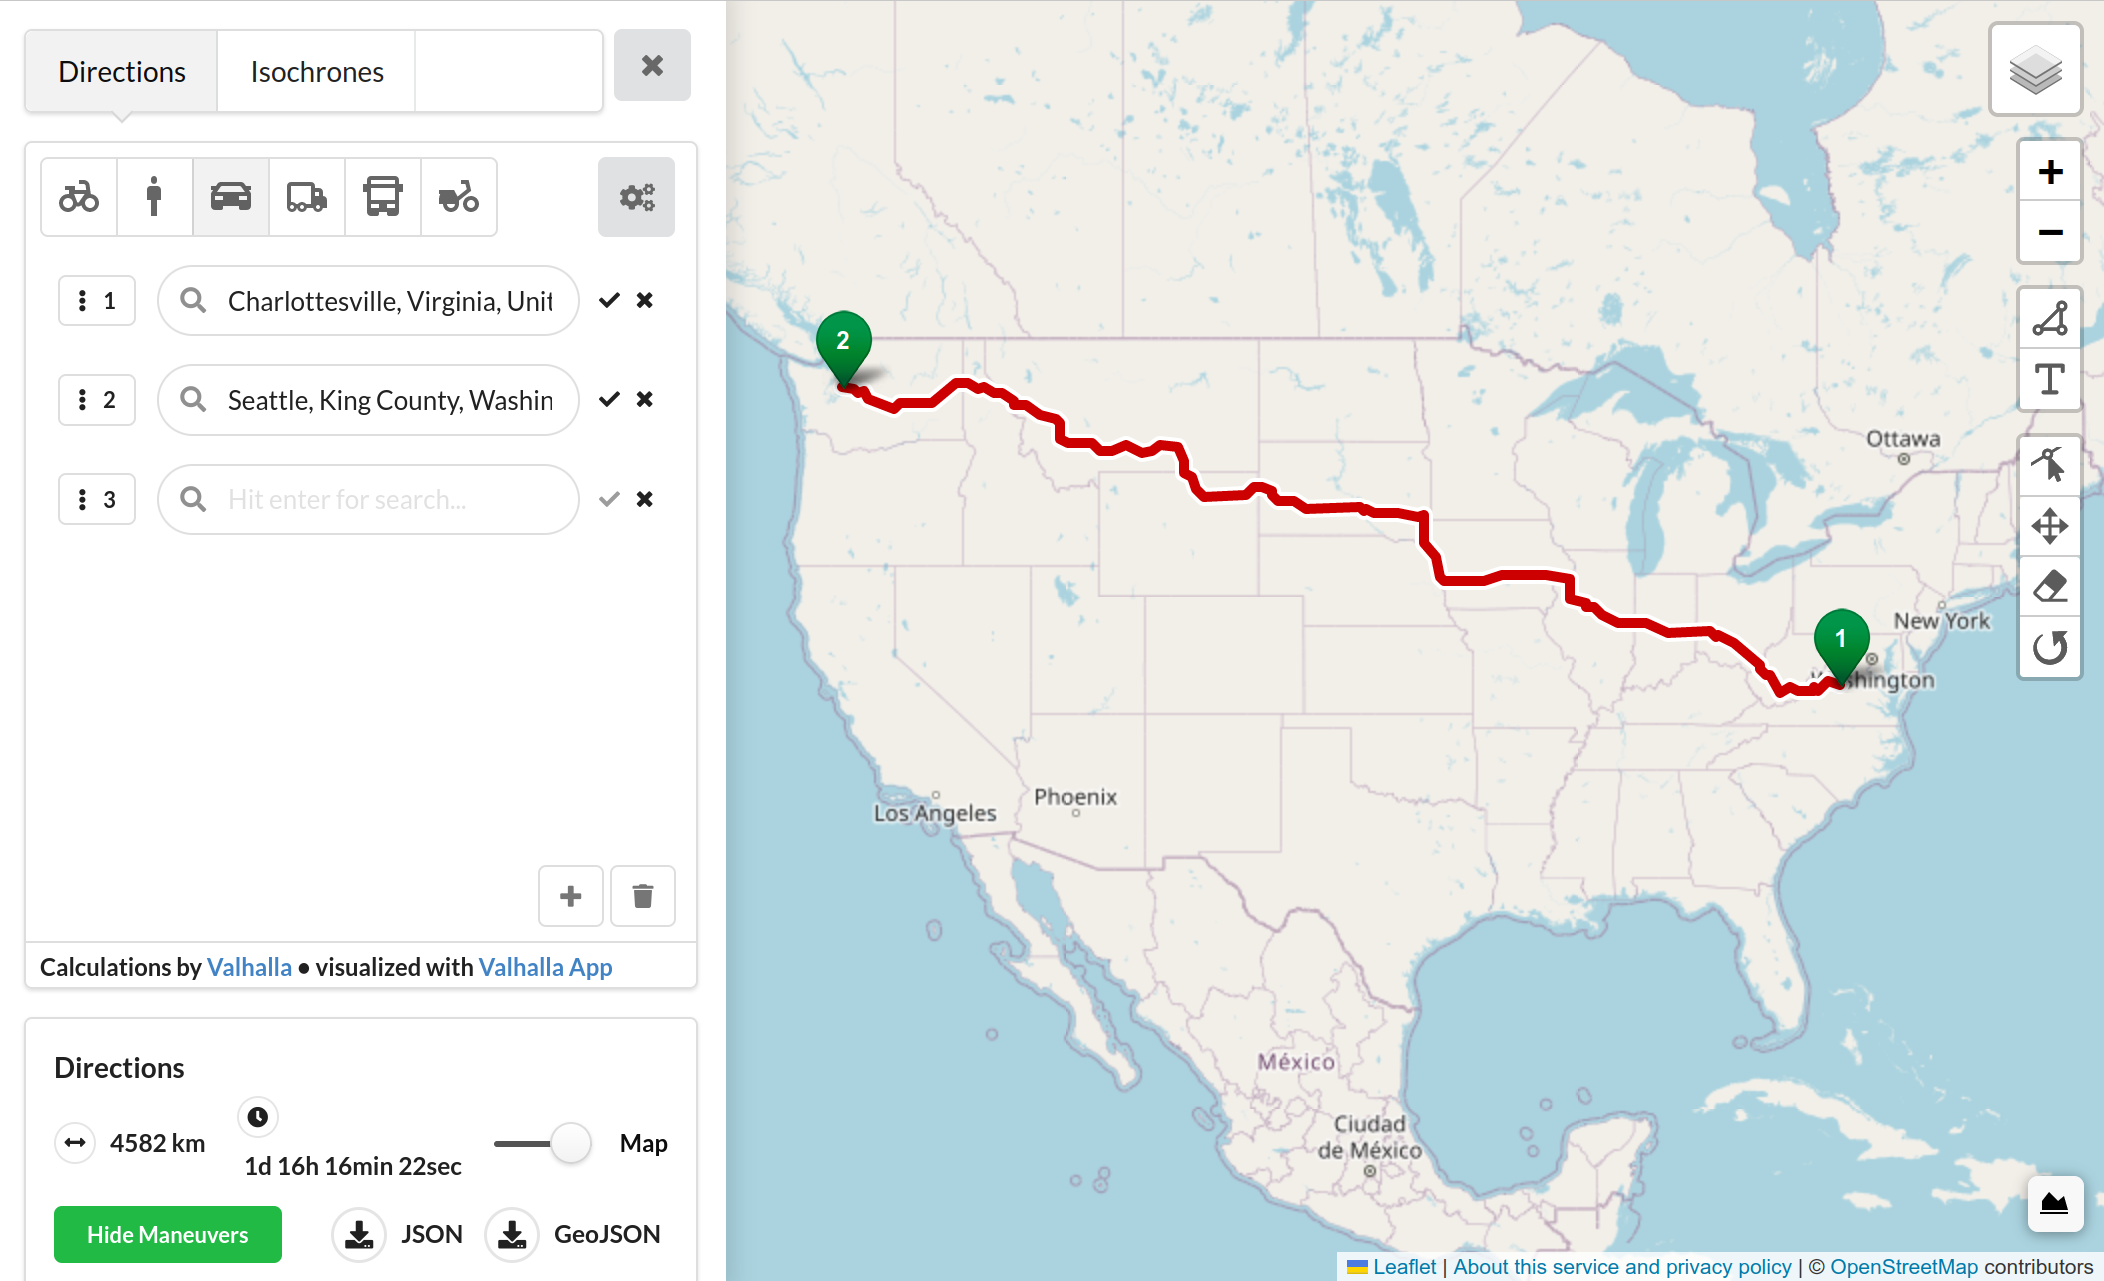 Directions
Isochrones
1
Charlottesville, Virginia, Unit
2
Seattle, King County, Washin
3
Hit enter for search...
Calculations by Valhalla • visualized with Valhalla App
Directions
4582 km
1d 16h 16min 22sec
Map
Hide Maneuvers
JSON
GeoJSON
2
1
+
−
T
Ottawa
New York
Washington
Los Angeles
Phoenix
México
Ciudad
de México
Leaflet | About this service and privacy policy | © OpenStreetMap contributors